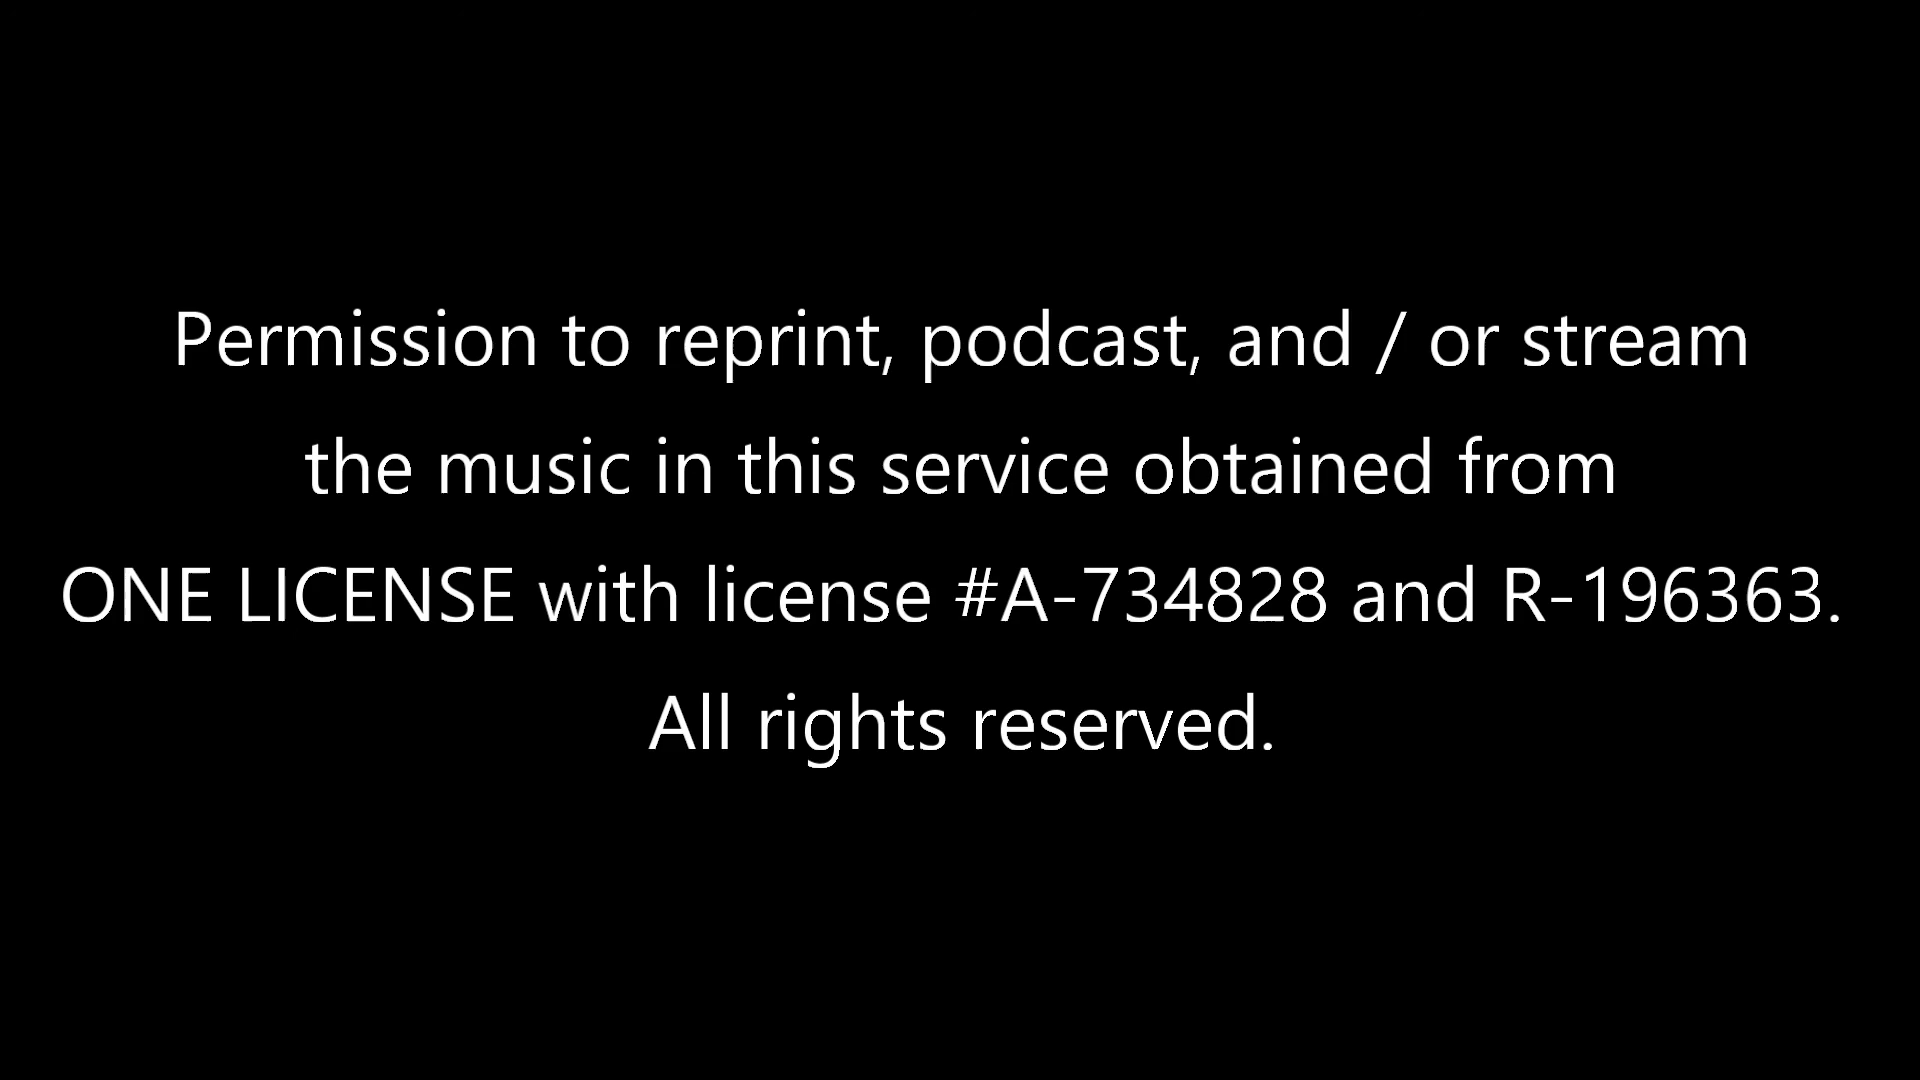 Permission to reprint, podcast, and / or stream
the music in this service obtained from
ONE LICENSE with license #A-734828 and R-196363.
All rights reserved.